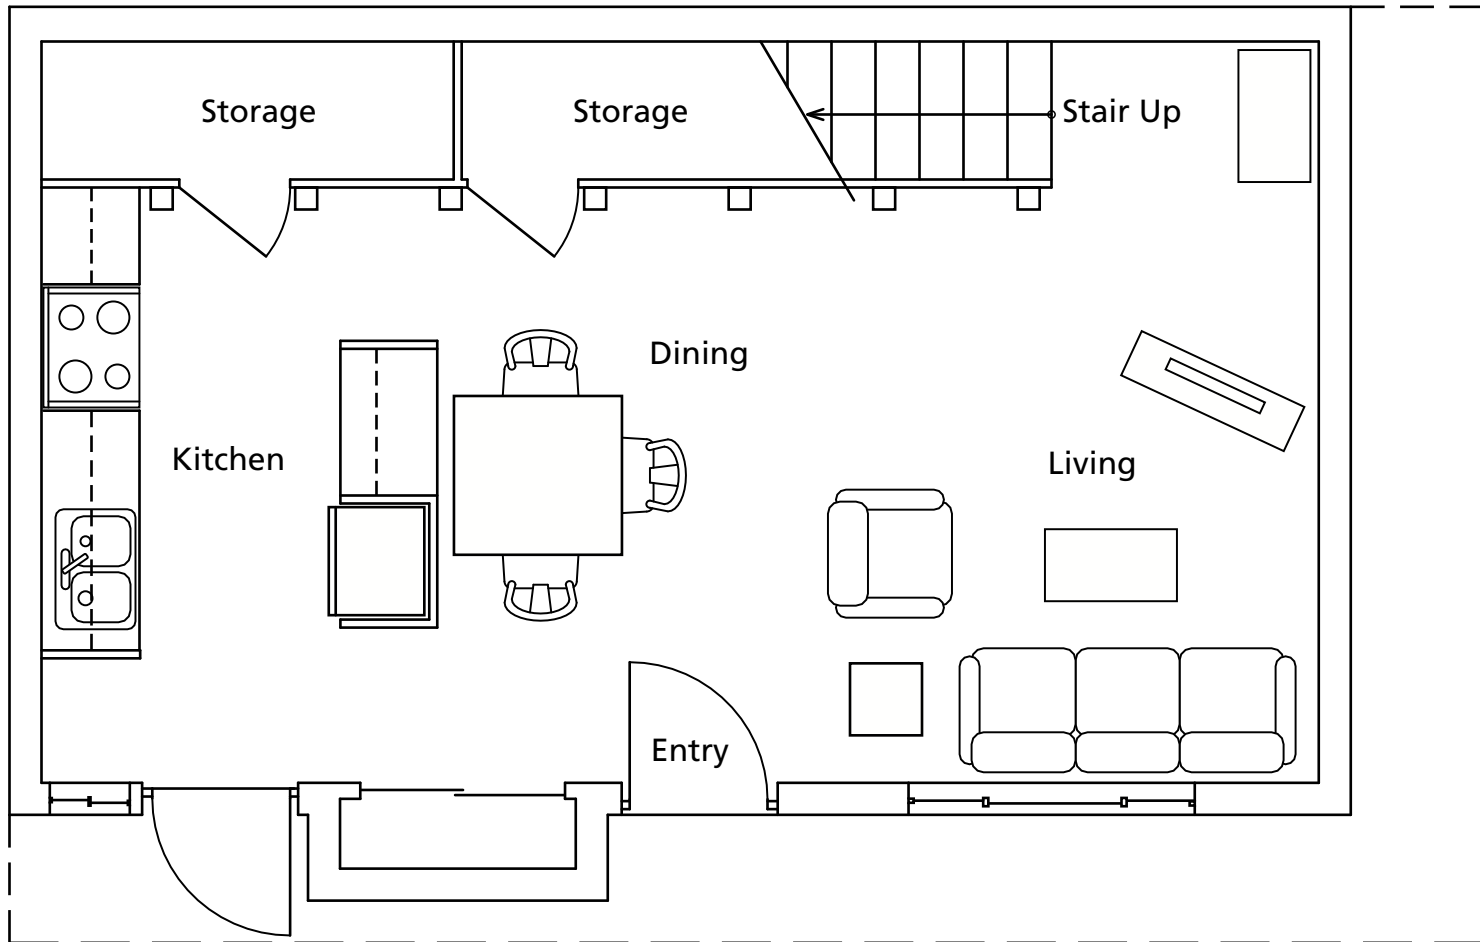 Storage
Storage
Stair Up
Dining
Kitchen
Living
Entry